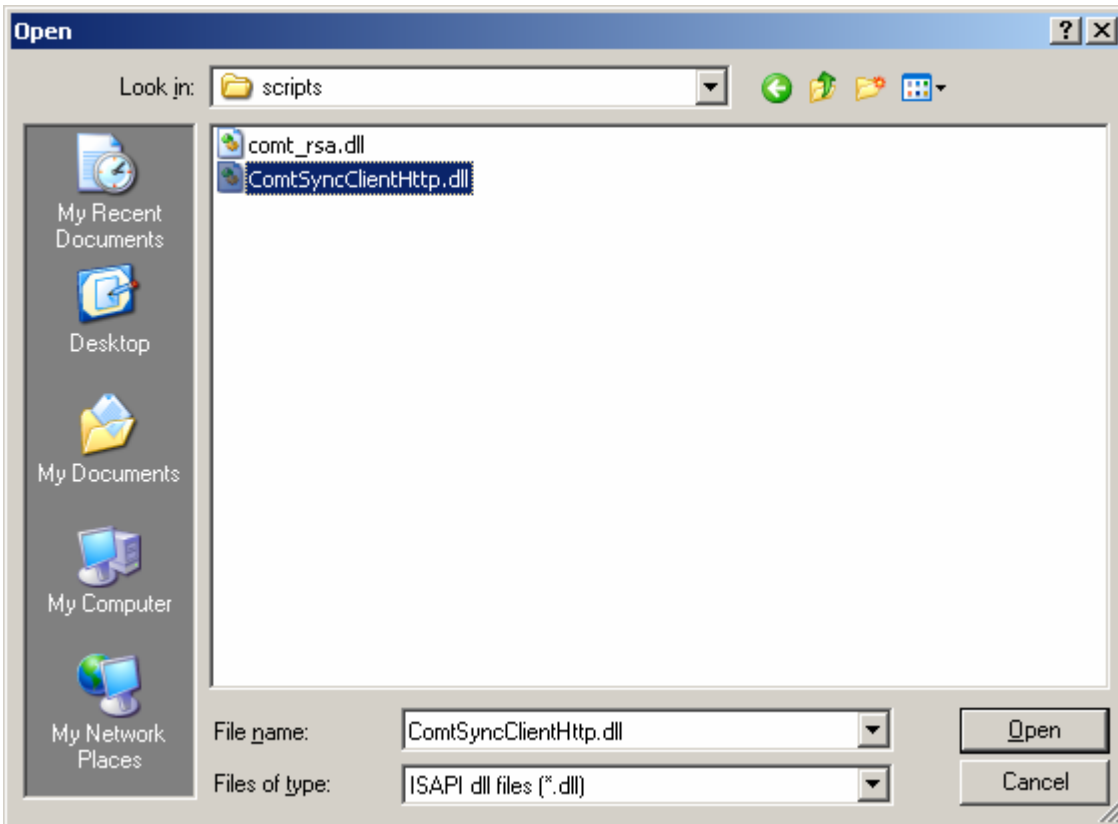 Open
Look in:
scripts
comt_rsa.dll
ComtSyncClientHttp.dll
My Recent
Documents
Desktop
My Documents
My Computer
My Network
Places
File name:
ComtSyncClientHttp.dll
Open
Files of type:
ISAPI dll files (*.dll)
Cancel